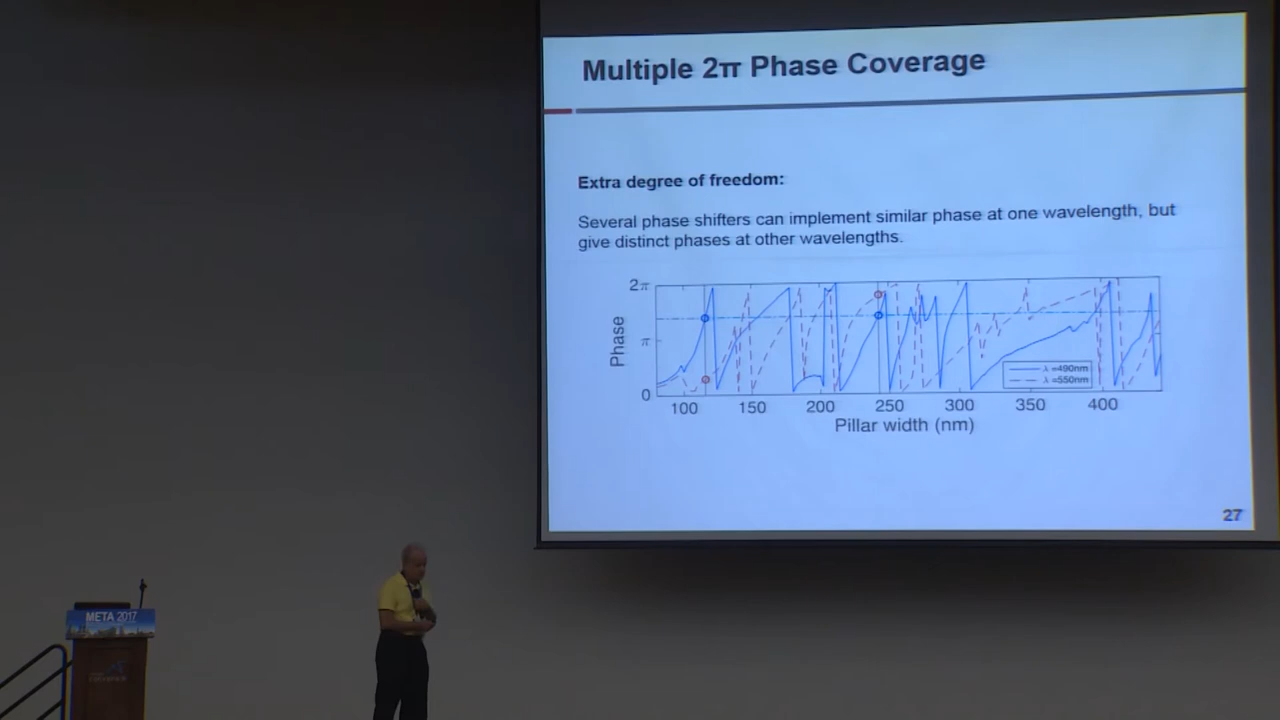 Multiple 2π Phase Coverage
Extra degree of freedom:
Several phase shifters can implement similar phase at one wavelength, but
give distinct phases at other wavelengths.
2π
π
0
Phase
λ =490nm
λ =550nm
100 150 200 250 300 350 400
Pillar width (nm)
27
META 2017